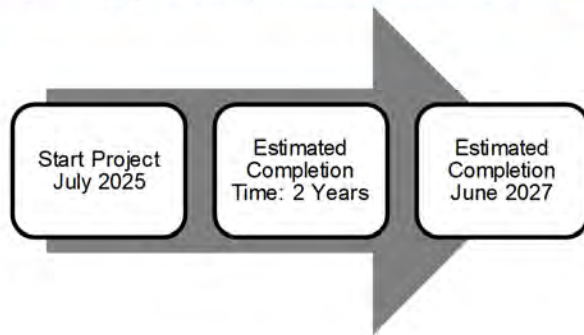 Start Project
July 2025
Estimated
Completion
Time: 2 Years
Estimated
Completion
June 2027